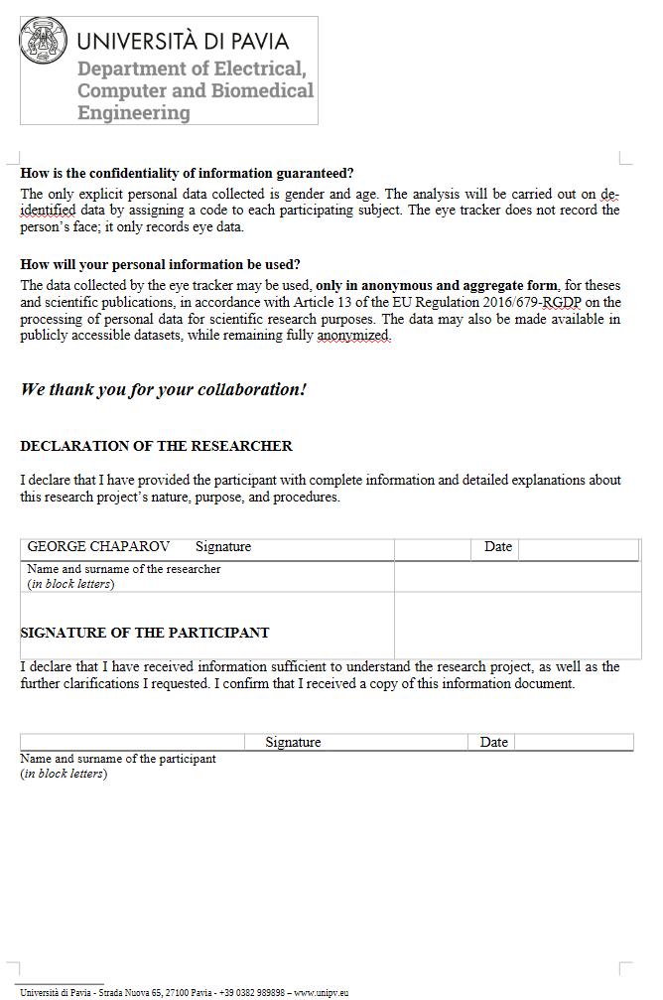 UNIVERSITÀ DI PAVIA
Department of Electrical,
Computer and Biomedical
Engineering
How is the confidentiality of information guaranteed?
The only explicit personal data collected is gender and age. The analysis will be carried out on de-
identified data by assigning a code to each participating subject. The eye tracker does not record the
person's face; it only records eye data.
How will your personal information be used?
The data collected by the eye tracker may be used, only in anonymous and aggregate form, for theses
and scientific publications, in accordance with Article 13 of the EU Regulation 2016/679-RGDP on the
processing of personal data for scientific research purposes. The data may also be made available in
publicly accessible datasets, while remaining fully anonymized.
We thank you for your collaboration!
DECLARATION OF THE RESEARCHER
I declare that I have provided the participant with complete information and detailed explanations about
this research project's nature, purpose, and procedures.
GEORGE CHAPAROV Signature Date
Name and surname of the researcher
(in block letters)
SIGNATURE OF THE PARTICIPANT
I declare that I have received information sufficient to understand the research project, as well as the
further clarifications I requested. I confirm that I received a copy of this information document.
Signature Date
Name and surname of the participant
(in block letters)
Università di Pavia - Strada Nuova 65, 27100 Pavia - +39 0382 989898 – www.unipv.eu